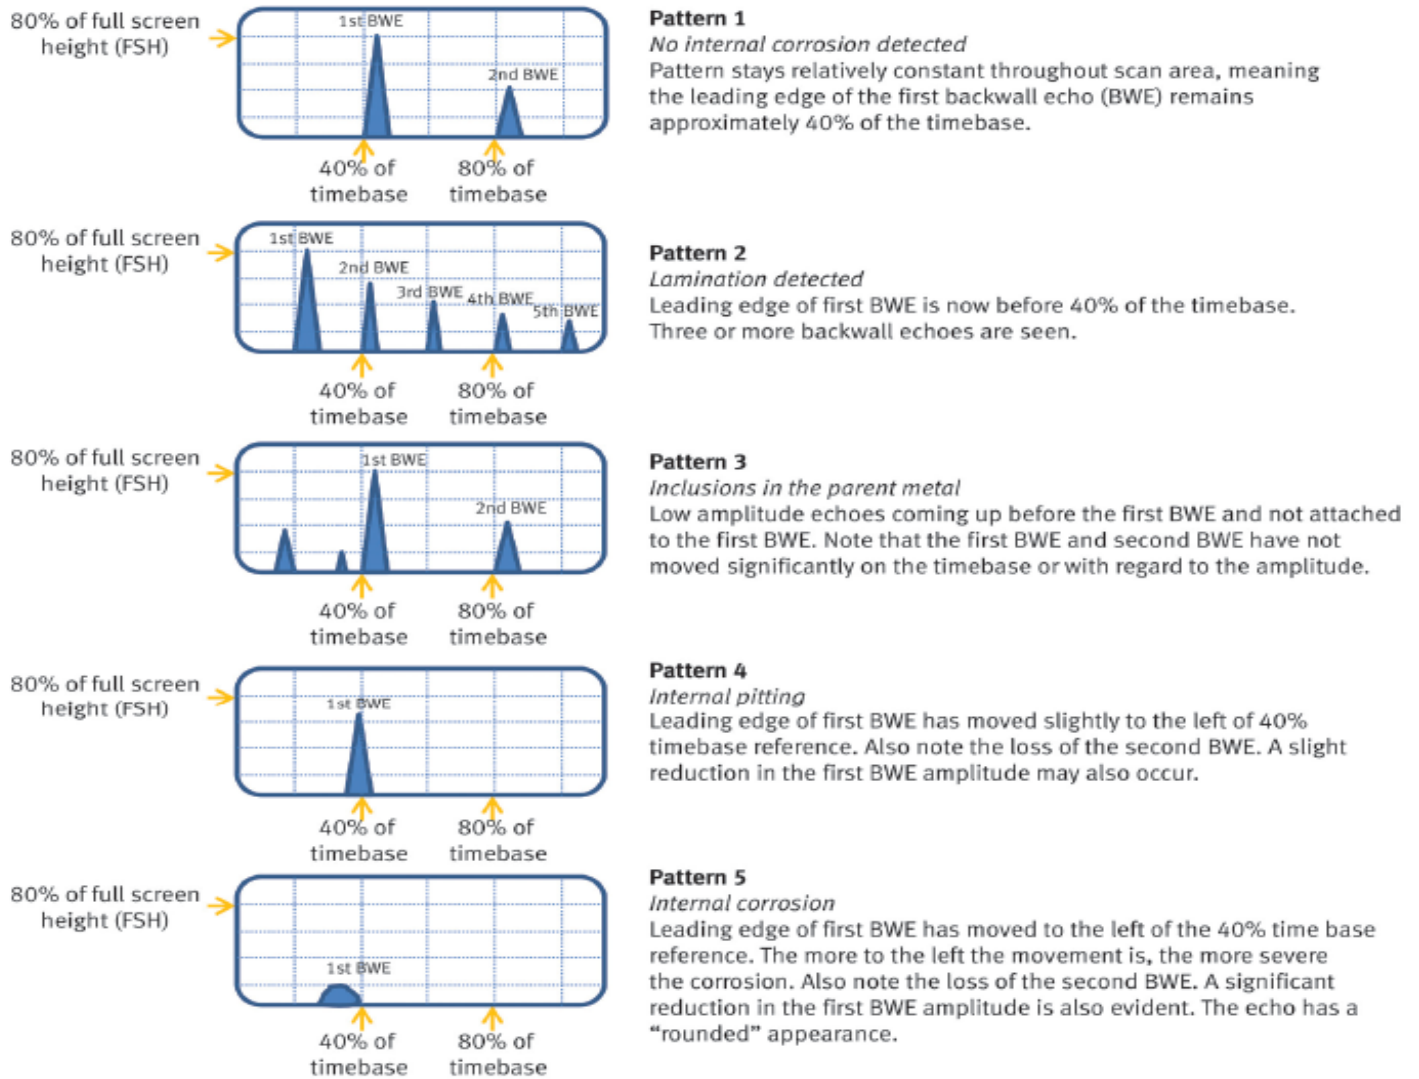 80% of full screen
height (FSH)
1st BWE
2nd BWE
40% of
timebase
80% of
timebase
Pattern 1
No internal corrosion detected
Pattern stays relatively constant throughout scan area, meaning
the leading edge of the first backwall echo (BWE) remains
approximately 40% of the timebase.
80% of full screen
height (FSH)
1st BWE
2nd BWE
3rd BWE
4th BWE
5th BWE
40% of
timebase
80% of
timebase
Pattern 2
Lamination detected
Leading edge of first BWE is now before 40% of the timebase.
Three or more backwall echoes are seen.
80% of full screen
height (FSH)
1st BWE
2nd BWE
40% of
timebase
80% of
timebase
Pattern 3
Inclusions in the parent metal
Low amplitude echoes coming up before the first BWE and not attached
to the first BWE. Note that the first BWE and second BWE have not
moved significantly on the timebase or with regard to the amplitude.
80% of full screen
height (FSH)
1st BWE
40% of
timebase
80% of
timebase
Pattern 4
Internal pitting
Leading edge of first BWE has moved slightly to the left of 40%
timebase reference. Also note the loss of the second BWE. A slight
reduction in the first BWE amplitude may also occur.
80% of full screen
height (FSH)
1st BWE
40% of
timebase
80% of
timebase
Pattern 5
Internal corrosion
Leading edge of first BWE has moved to the left of the 40% time base
reference. The more to the left the movement is, the more severe
the corrosion. Also note the loss of the second BWE. A significant
reduction in the first BWE amplitude is also evident. The echo has a
“rounded” appearance.